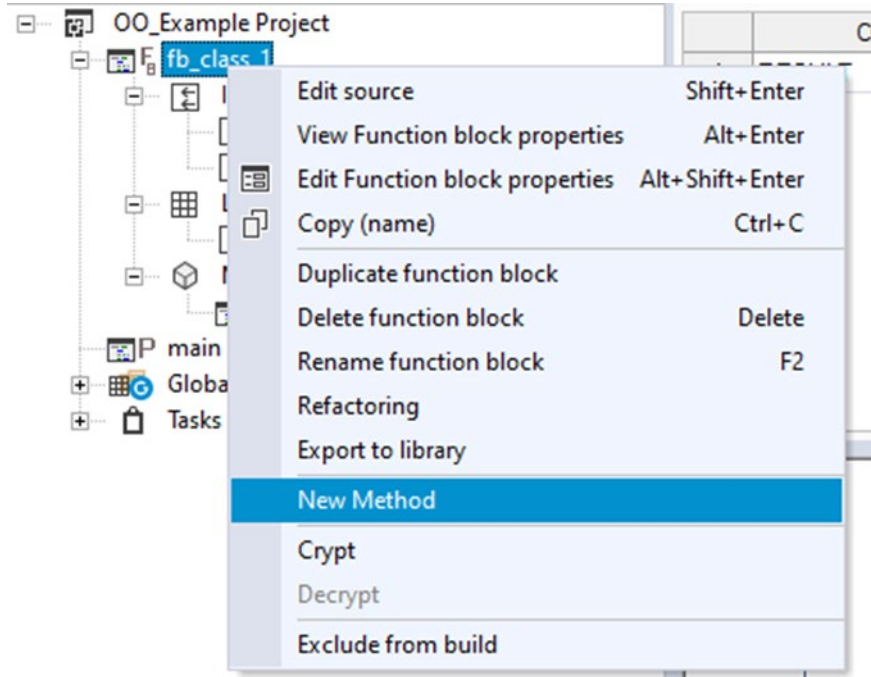 OO_Example Project
fb_class_1
Edit source Shift+Enter
View Function block properties Alt+Enter
Edit Function block properties Alt+Shift+Enter
Copy (name) Ctrl+C
Duplicate function block
Delete function block Delete
main
Rename function block F2
Globa
Tasks
Refactoring
Export to library
New Method
Crypt
Decrypt
Exclude from build